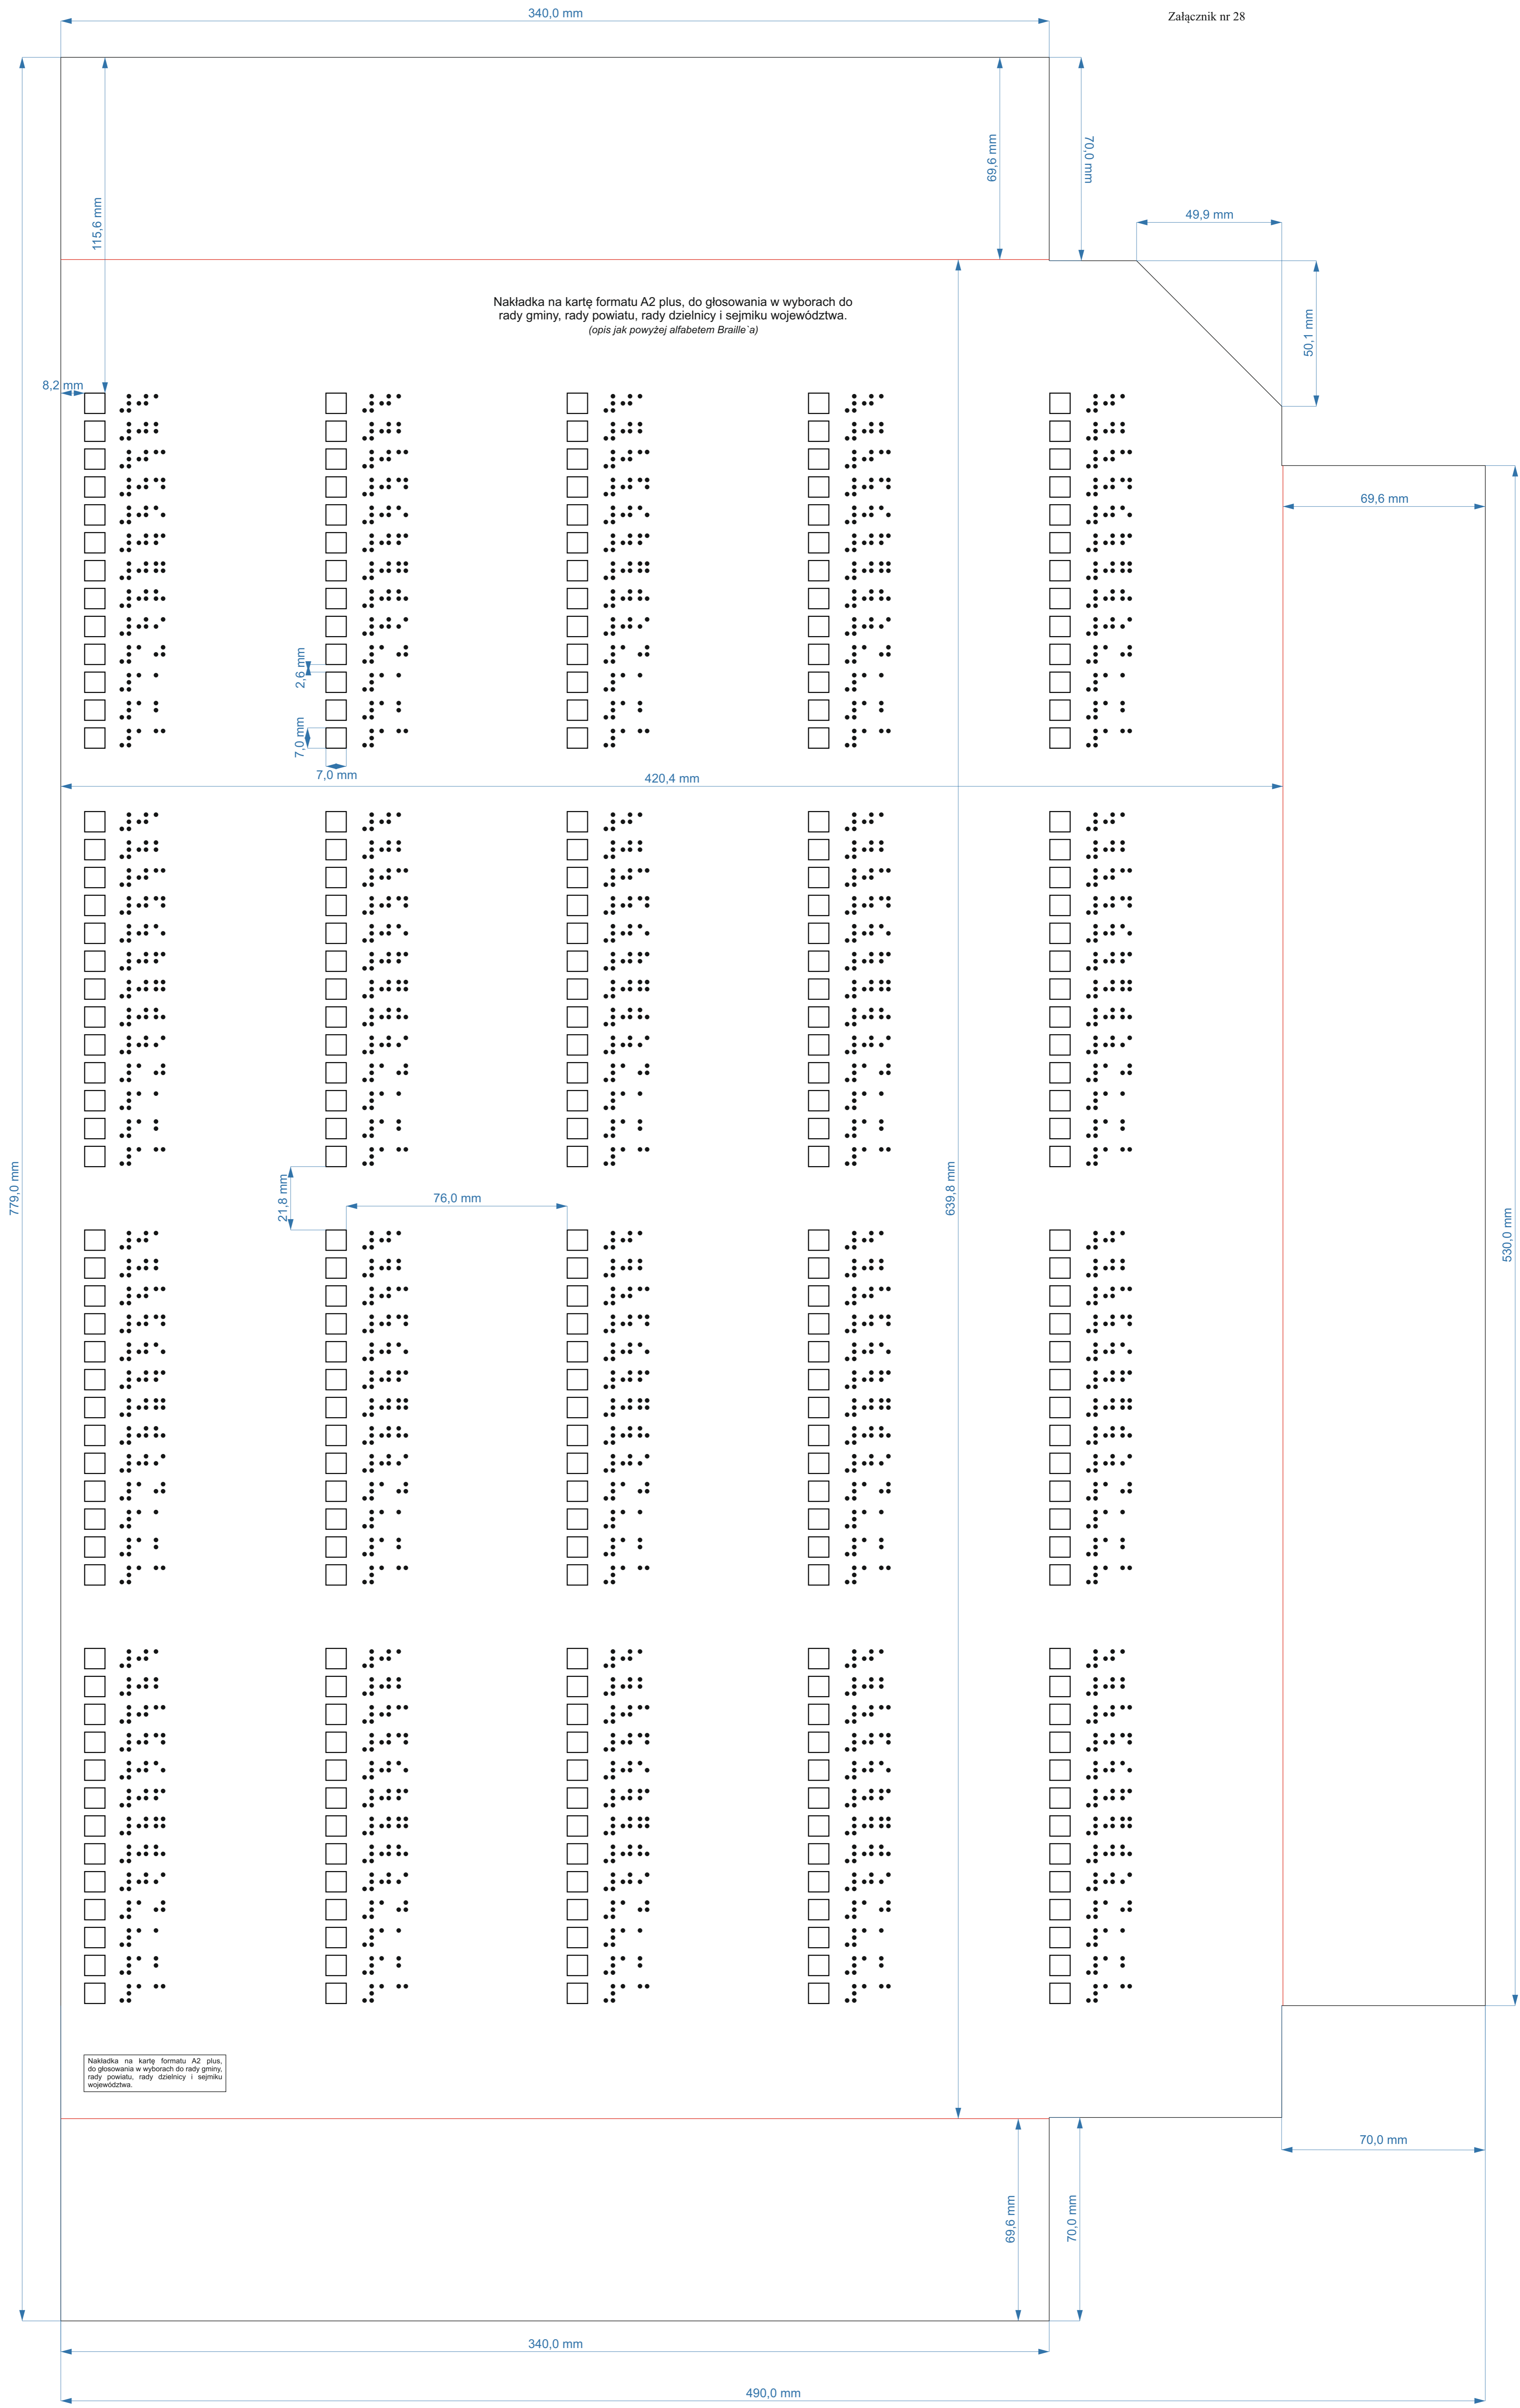 340,0 mm
Załącznik nr 28
69,6 mm
70,0 mm
115,6 mm
49,9 mm
50,1 mm
Nakładka na kartę formatu A2 plus, do głosowania w wyborach do
rady gminy, rady powiatu, rady dzielnicy i sejmiku województwa.
(opis jak powyżej alfabetem Braille`a)
8,2 mm
69,6 mm
2,6 mm
7,0 mm
7,0 mm
420,4 mm
779,0 mm
21,8 mm
76,0 mm
639,8 mm
530,0 mm
Nakładka na kartę formatu A2 plus,
do głosowania w wyborach do rady gminy,
rady powiatu, rady dzielnicy i sejmiku
województwa.
70,0 mm
69,6 mm
70,0 mm
340,0 mm
490,0 mm